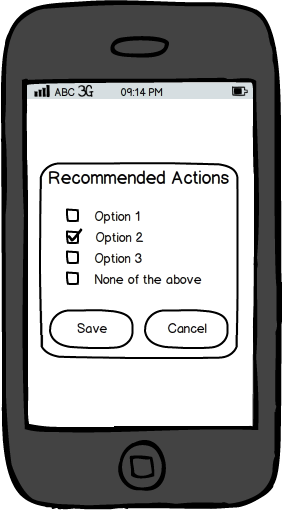 ABC 3G 09:14 PM
Recommended Actions
Option 1
Option 2
Option 3
None of the above
Save Cancel